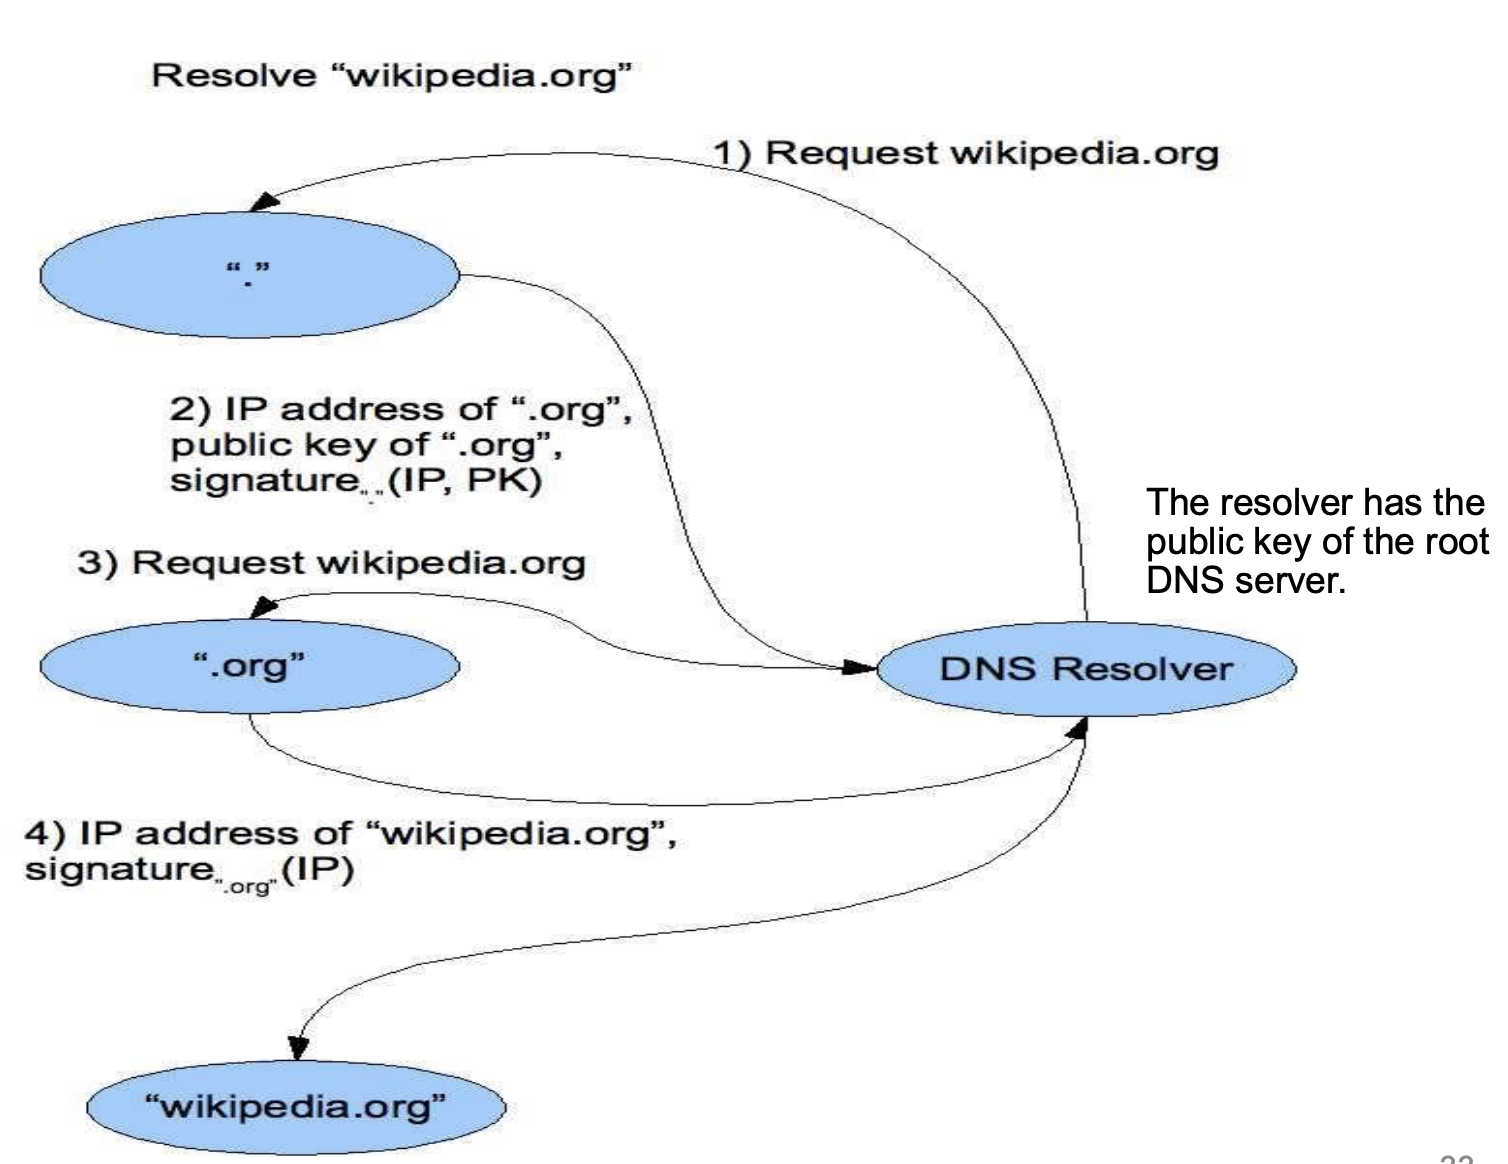 Resolve “wikipedia.org”
1) Request wikipedia.org
“.”
2) IP address of “.org”,
public key of “.org”,
signature“.”(IP, PK)
The resolver has the
public key of the root
DNS server.
3) Request wikipedia.org
“.org”
DNS Resolver
4) IP address of “wikipedia.org”,
signature“.org”(IP)
“wikipedia.org”